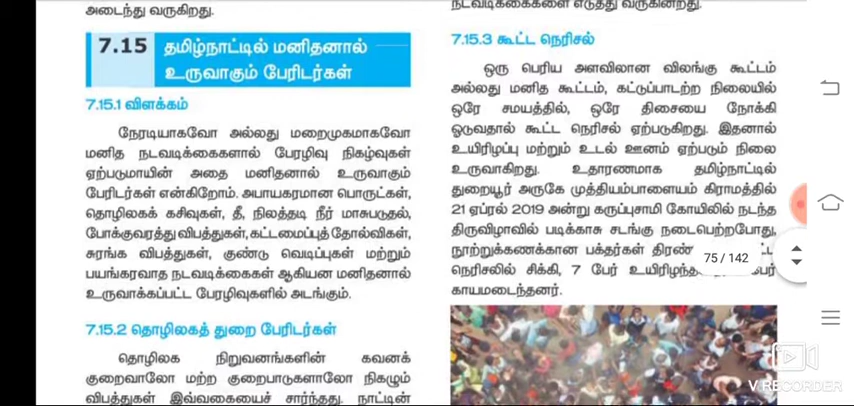 அடைந்து வருகிறது.
7.15 தமிழ்நாட்டில் மனிதனால்
உருவாகும் பேரிடர்கள்
7.15.1 விளக்கம்
நேரடியாகவோ அல்லது மறைமுகமாகவோ
மனித நடவடிக்கைகளால் பேரழிவு நிகழ்வுகள்
ஏற்படுமாயின் அதை மனிதனால் உருவாகும்
பேரிடர்கள் என்கிறோம். அபாயகரமான பொருட்கள்,
தொழிலகக் கசிவுகள், தீ, நிலத்தடி நீர் மாசுபடுதல்,
போக்குவரத்து விபத்துகள், கட்டமைப்புத் தோல்விகள்,
சுரங்க விபத்துகள், குண்டு வெடிப்புகள் மற்றும்
பயங்கரவாத நடவடிக்கைகள் ஆகியன மனிதனால்
உருவாக்கப்பட்ட பேரழிவுகளில் அடங்கும்.
7.15.2 தொழிலகத் துறை பேரிடர்கள்
தொழிலக நிறுவனங்களின் கவனக்
குறைவாலோ மற்ற குறைபாடுகளாலோ நிகழும்
விபத்துகள் இவ்வகையைச் சார்ந்தது. நாட்டின்
நடவடிக்கைகளை எடுத்து வருகின்றது.
7.15.3 கூட்ட நெரிசல்
ஒரு பெரிய அளவிலான விலங்கு கூட்டம்
அல்லது மனித கூட்டம், கட்டுப்பாடற்ற நிலையில்
ஒரே சமயத்தில், ஒரே திசையை நோக்கி
ஓடுவதால் கூட்ட நெரிசல் ஏற்படுகிறது. இதனால்
உயிரிழப்பு மற்றும் உடல் ஊனம் ஏற்படும் நிலை
உருவாகிறது. உதாரணமாக தமிழ்நாட்டில்
துறையூர் அருகே முத்தியம்பாளையம் கிராமத்தில்
21 ஏப்ரல் 2019 அன்று கருப்புசாமி கோயிலில் நடந்த
திருவிழாவில் படிக்காசு சடங்கு நடைபெற்றபோது,
நூற்றுக்கணக்கான பக்தர்கள்
நெரிசலில் சிக்கி, 7 பேர்
காயமடைந்தனர்.
75 / 142
V RECORDER